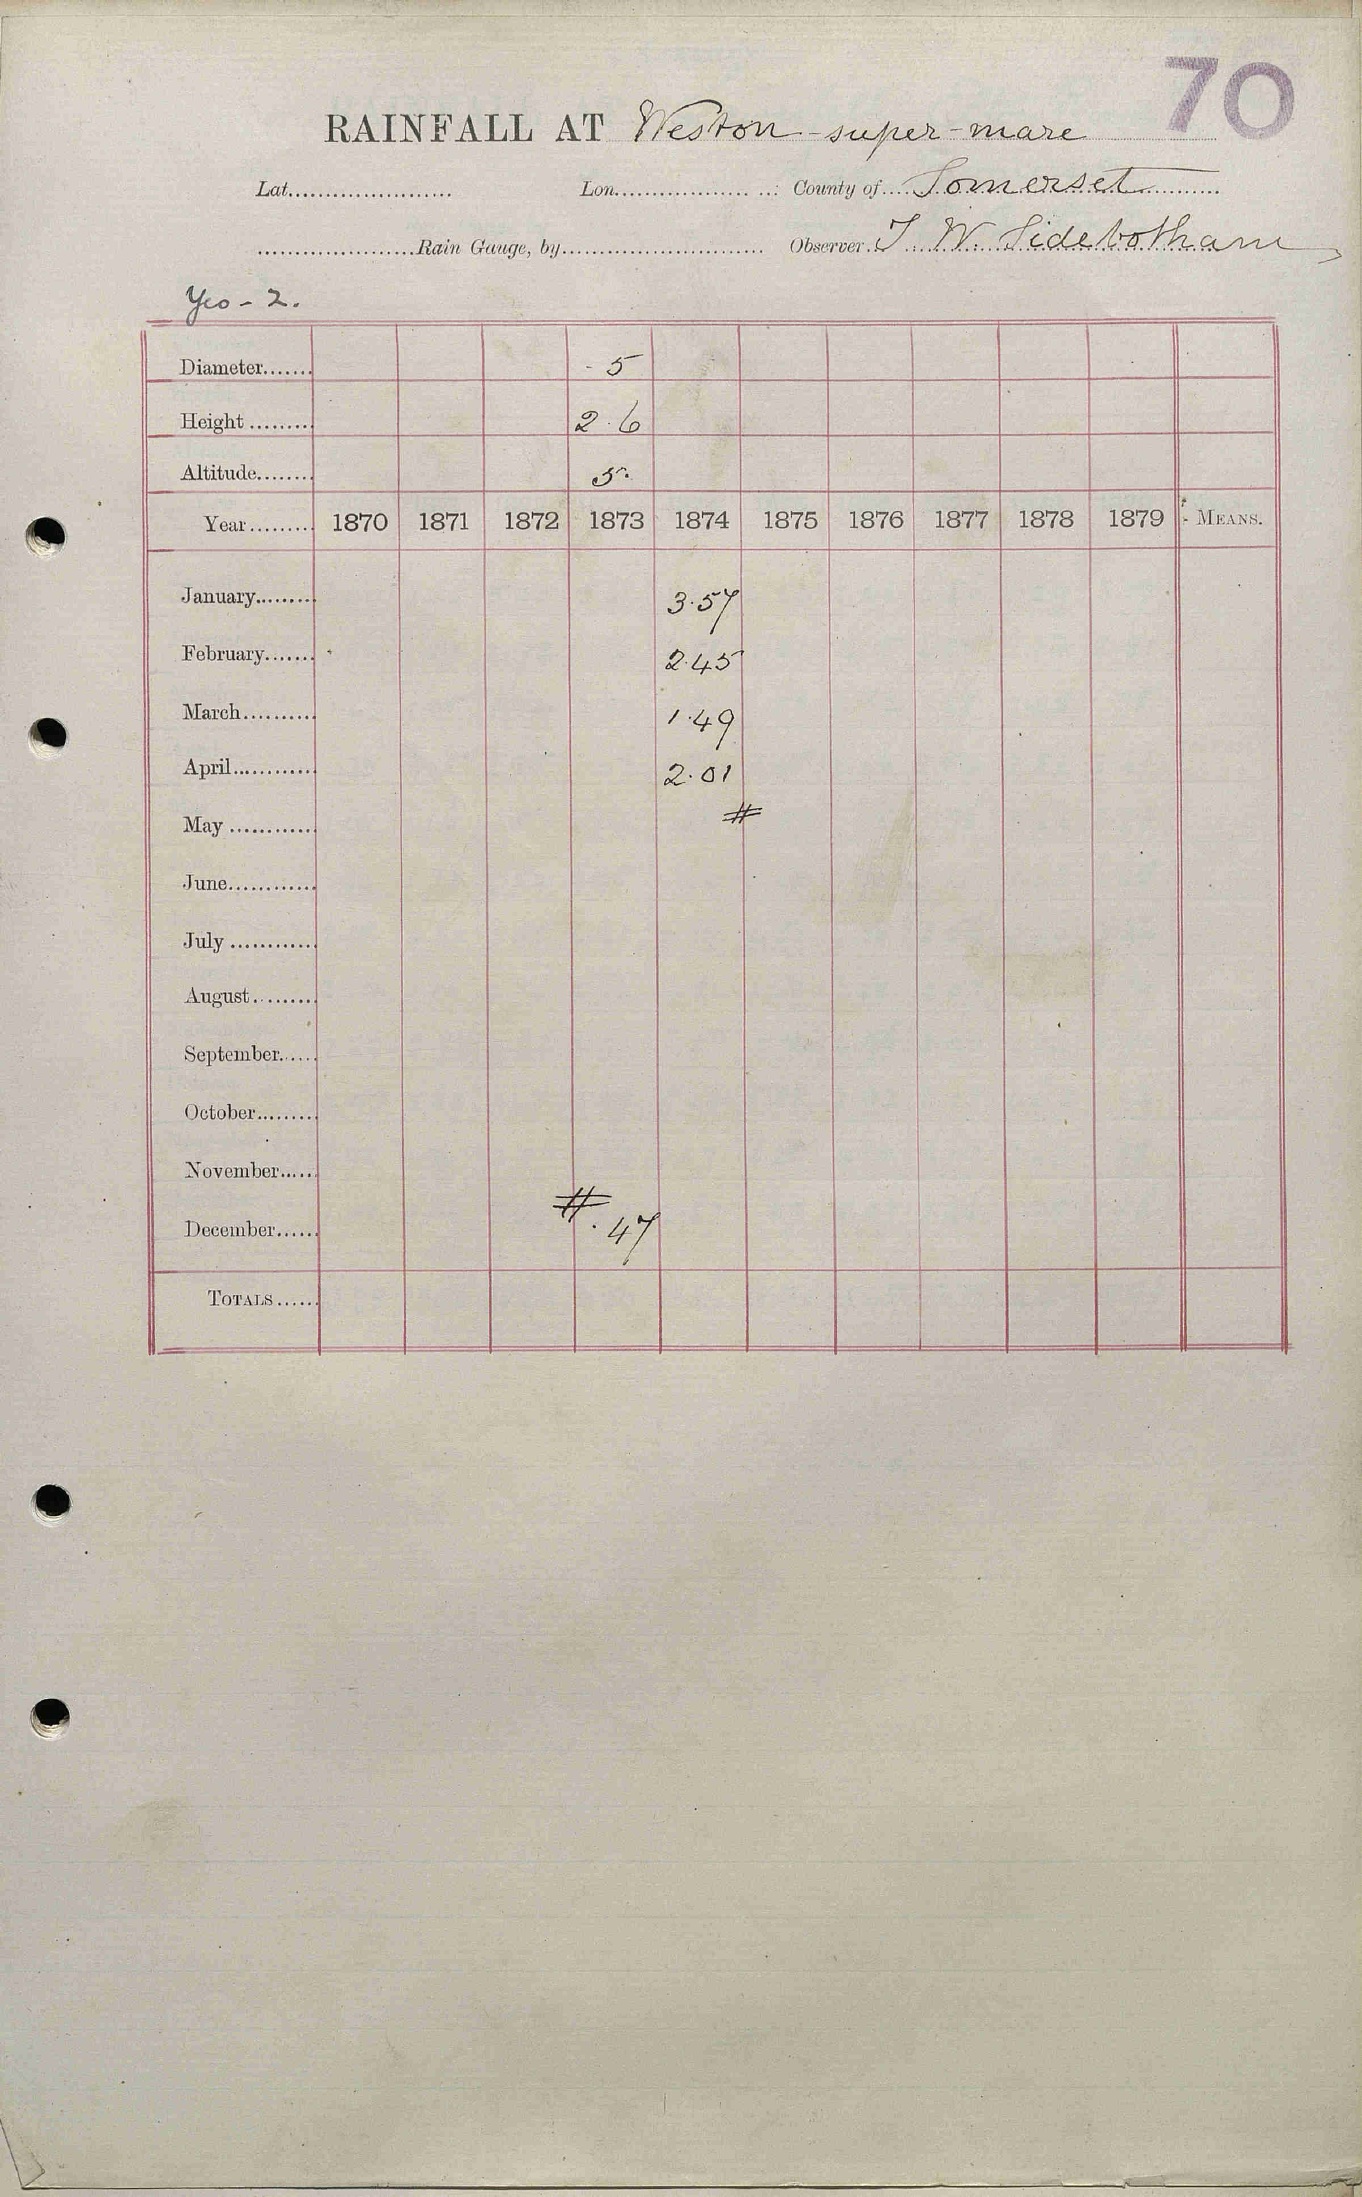 70
RAINFALL AT Weston-super-mare
Lat. Lon. County of Somerset
Rain Gauge, by Observer T. W. Sidebotham
Yeo - 2.
Diameter 5
Height 2.6
Altitude 5.
Year 1870 1871 1872 1873 1874 1875 1876 1877 1878 1879 MEANS.
January 3.57
February 2.45
March 1.49
April 2.01
May #
June
July
August
September
October
November
December # .47
TOTALS